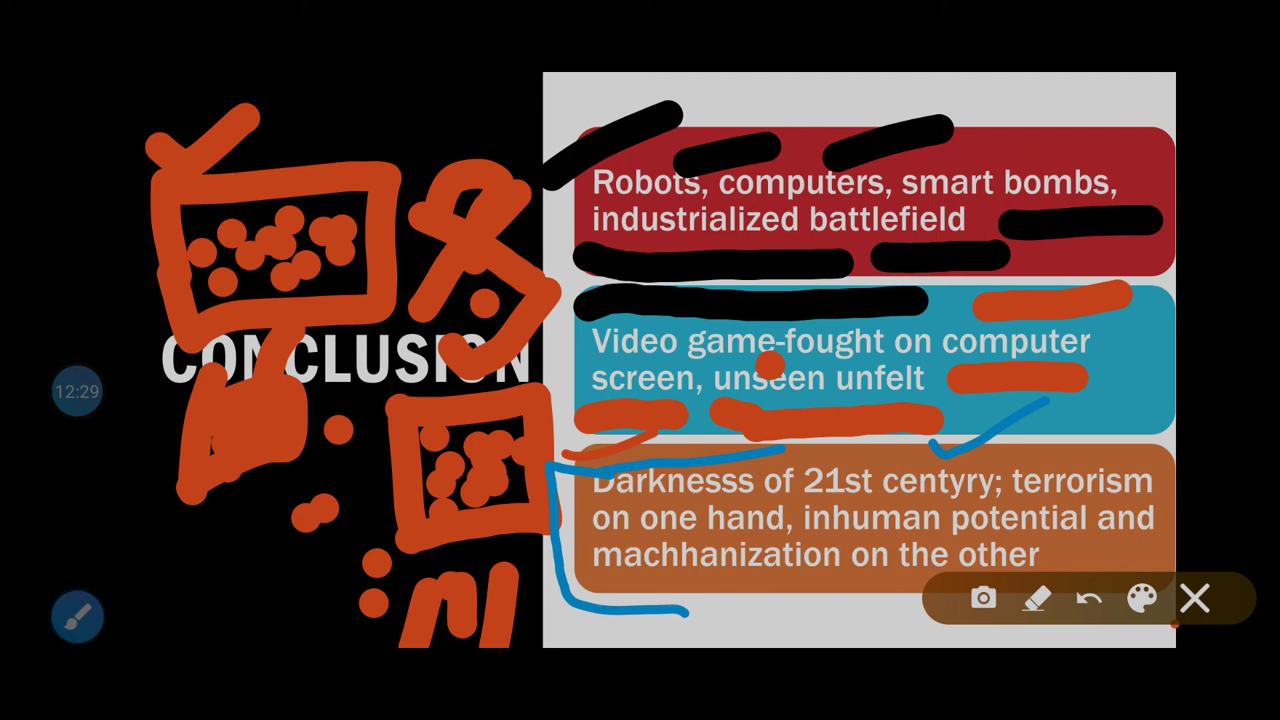 CONCLUSION
Robots, computers, smart bombs,
industrialized battlefield
Video game-fought on computer
screen, unseen unfelt
Darknesss of 21st centyry; terrorism
on one hand, inhuman potential and
machhanization on the other
12:29